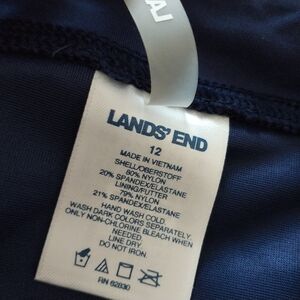 LANDS' END
12
MADE IN VIETNAM
SHELL/OBERSTOFF
80% NYLON
20% SPANDEX/ELASTANE
LINING/FUTTER
79% NYLON
21% SPANDEX/ELASTANE
HAND WASH COLD
WASH DARK COLORS SEPARATELY
ONLY NON-CHLORINE BLEACH WHEN
NEEDED
LINE DRY
DO NOT IRON
RN 62830